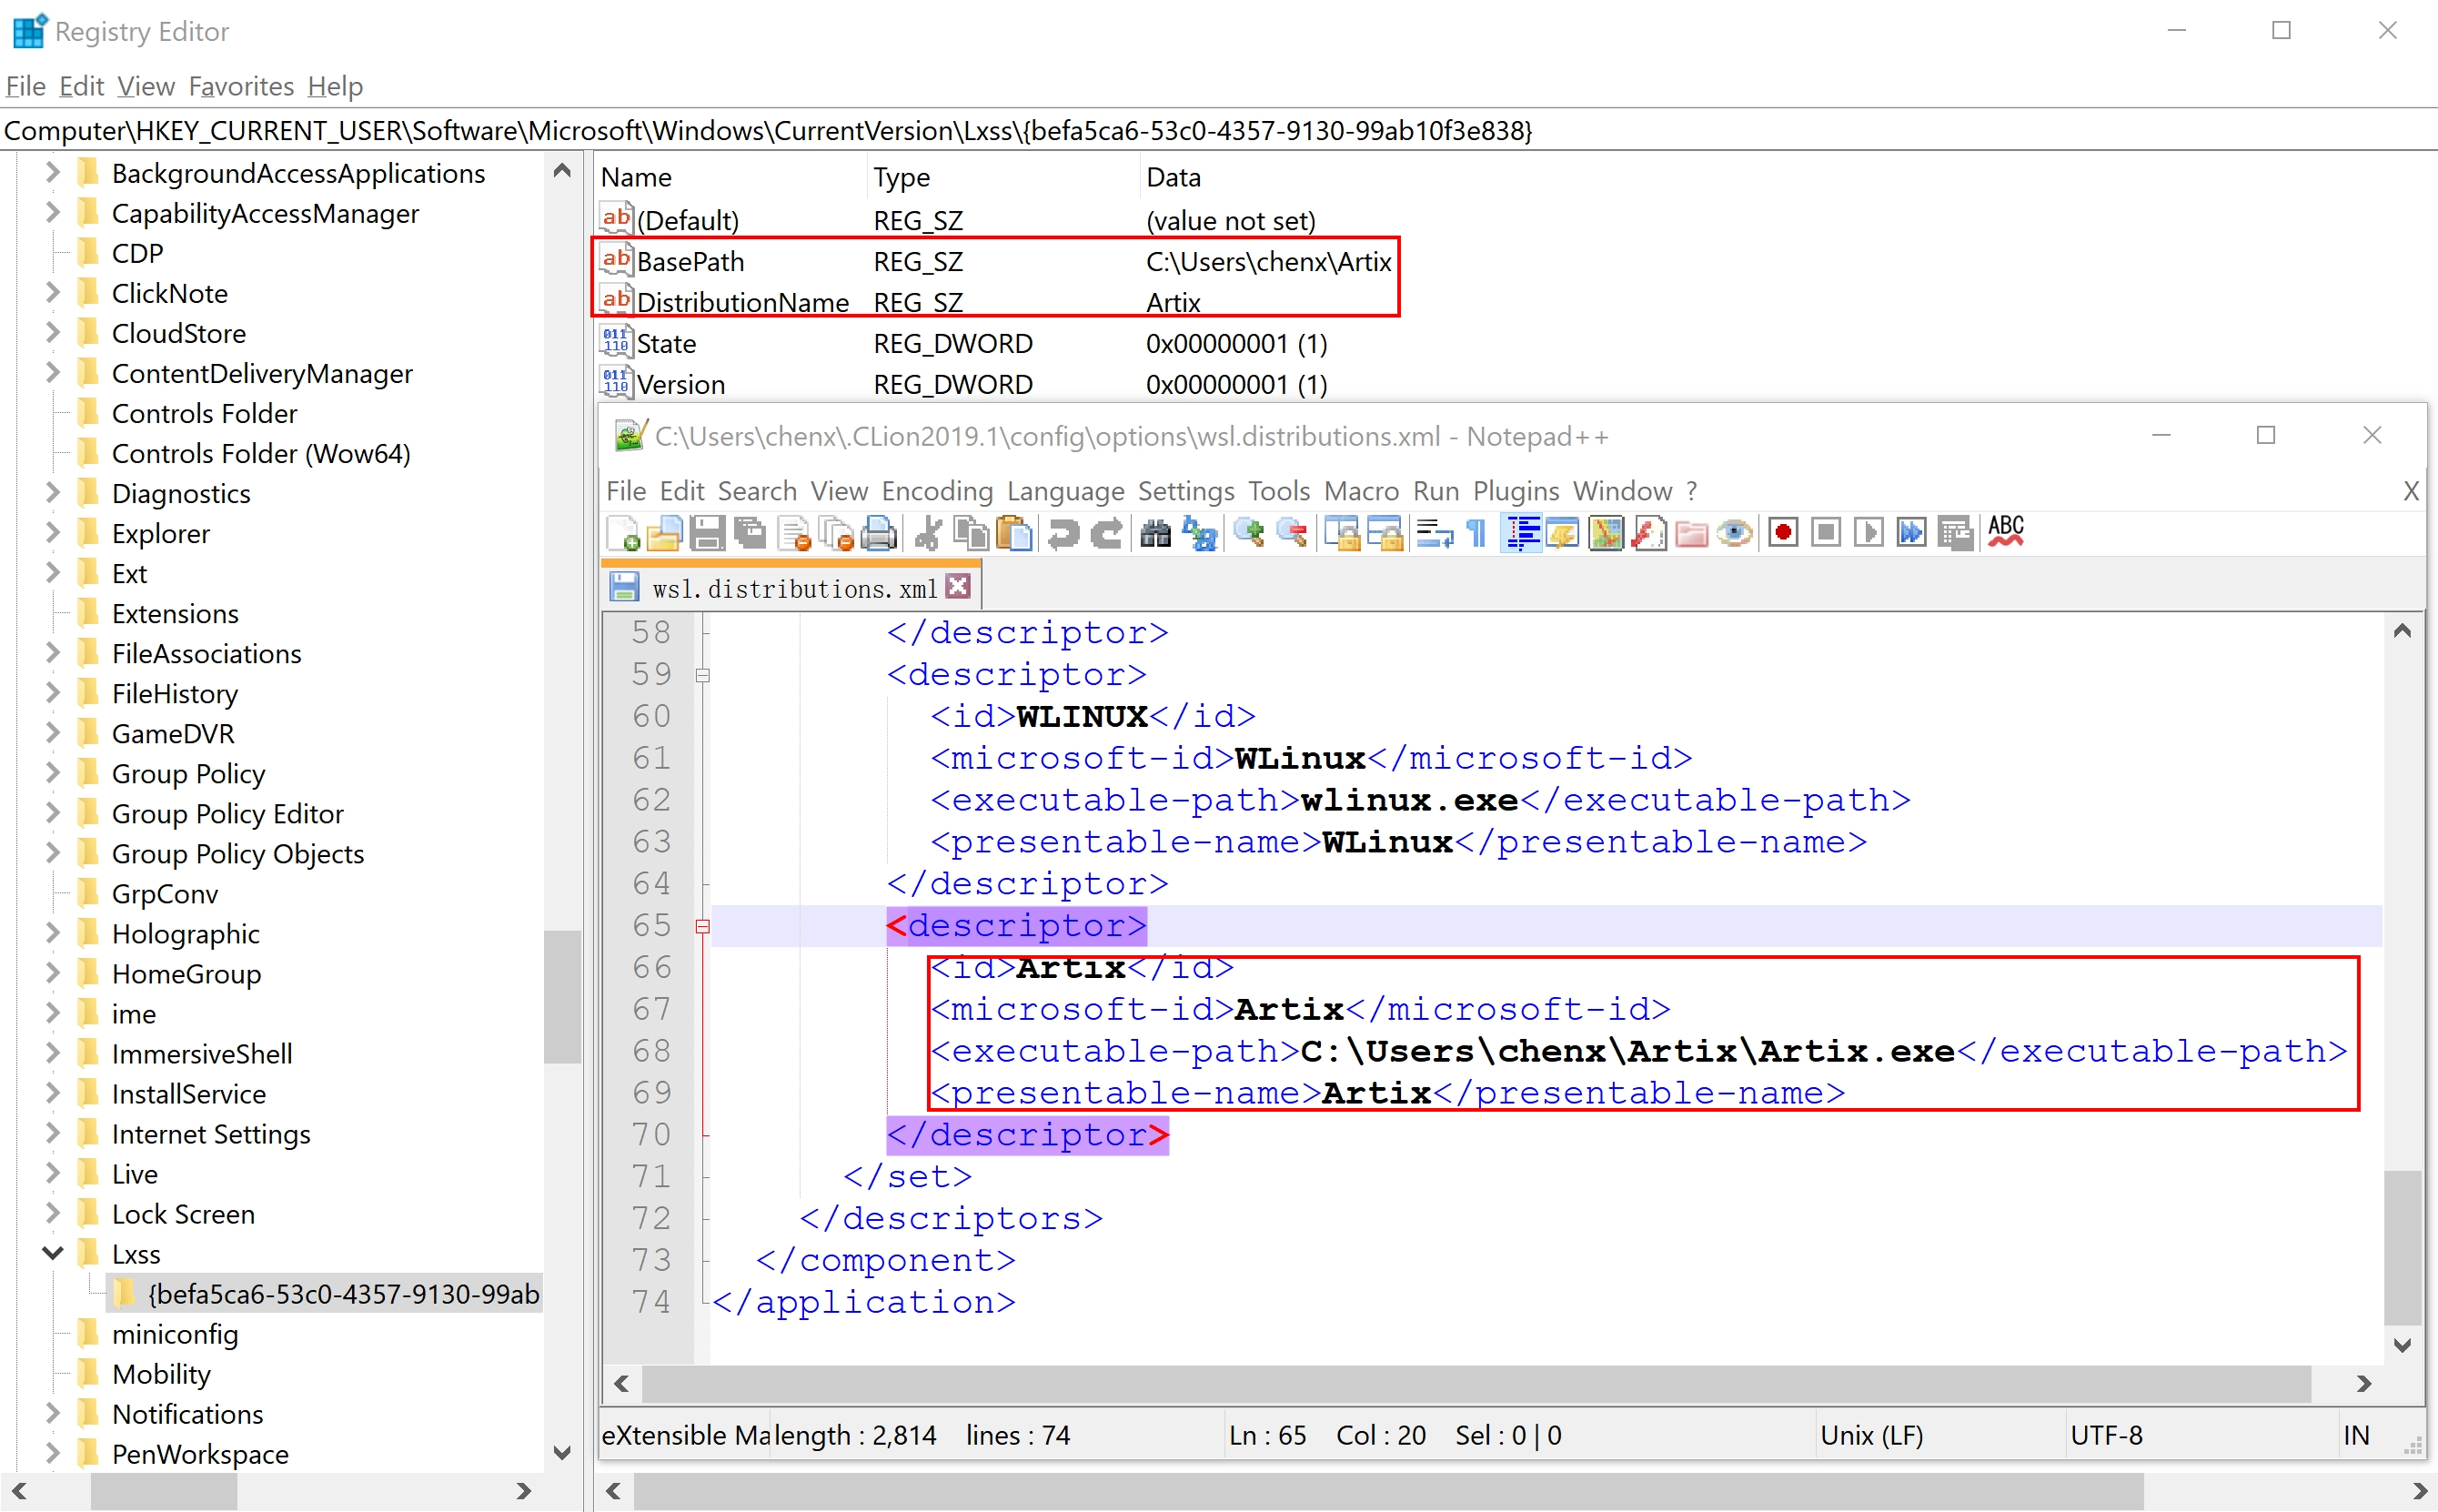 Registry Editor
File Edit View Favorites Help
Computer\HKEY_CURRENT_USER\Software\Microsoft\Windows\CurrentVersion\Lxss\{befa5ca6-53c0-4357-9130-99ab10f3e838}
BackgroundAccessApplications
CapabilityAccessManager
CDP
ClickNote
CloudStore
ContentDeliveryManager
Controls Folder
Controls Folder (Wow64)
Diagnostics
Explorer
Ext
Extensions
FileAssociations
FileHistory
GameDVR
Group Policy
Group Policy Editor
Group Policy Objects
GrpConv
Holographic
HomeGroup
ime
ImmersiveShell
InstallService
Internet Settings
Live
Lock Screen
Lxss
{befa5ca6-53c0-4357-9130-99ab
miniconfig
Mobility
Notifications
PenWorkspace
Name Type Data
(Default) REG_SZ (value not set)
BasePath REG_SZ C:\Users\chenx\Artix
DistributionName REG_SZ Artix
State REG_DWORD 0x00000001 (1)
Version REG_DWORD 0x00000001 (1)
C:\Users\chenx\.CLion2019.1\config\options\wsl.distributions.xml - Notepad++
File Edit Search View Encoding Language Settings Tools Macro Run Plugins Window ? X
ABC
wsl.distributions.xml
58 </descriptor>
59 <descriptor>
60 <id>WLINUX</id>
61 <microsoft-id>WLinux</microsoft-id>
62 <executable-path>wlinux.exe</executable-path>
63 <presentable-name>WLinux</presentable-name>
64 </descriptor>
65 <descriptor>
66 <id>Artix</id>
67 <microsoft-id>Artix</microsoft-id>
68 <executable-path>C:\Users\chenx\Artix\Artix.exe</executable-path>
69 <presentable-name>Artix</presentable-name>
70 </descriptor>
71 </set>
72 </descriptors>
73 </component>
74 </application>
eXtensible Ma length : 2,814 lines : 74 Ln : 65 Col : 20 Sel : 0 | 0 Unix (LF) UTF-8 IN